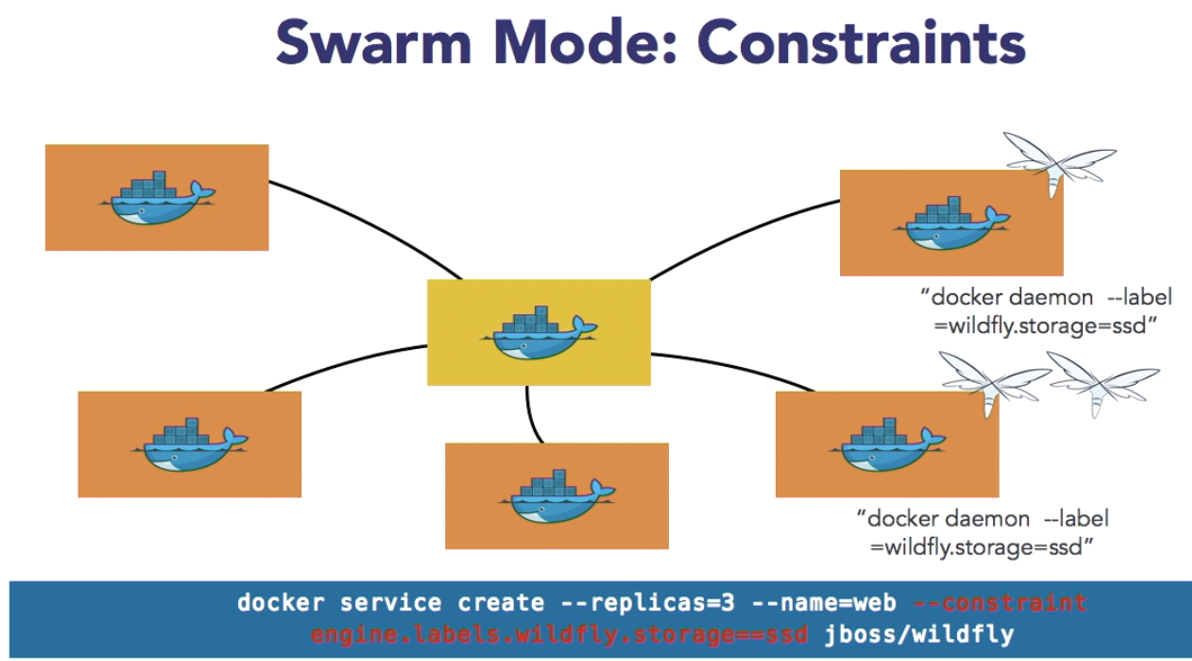 Swarm Mode: Constraints
"docker daemon --label
=wildfly.storage=ssd"
"docker daemon --label
=wildfly.storage=ssd"
docker service create --replicas=3 --name=web --constraint
engine.labels.wildfly.storage==ssd jboss/wildfly